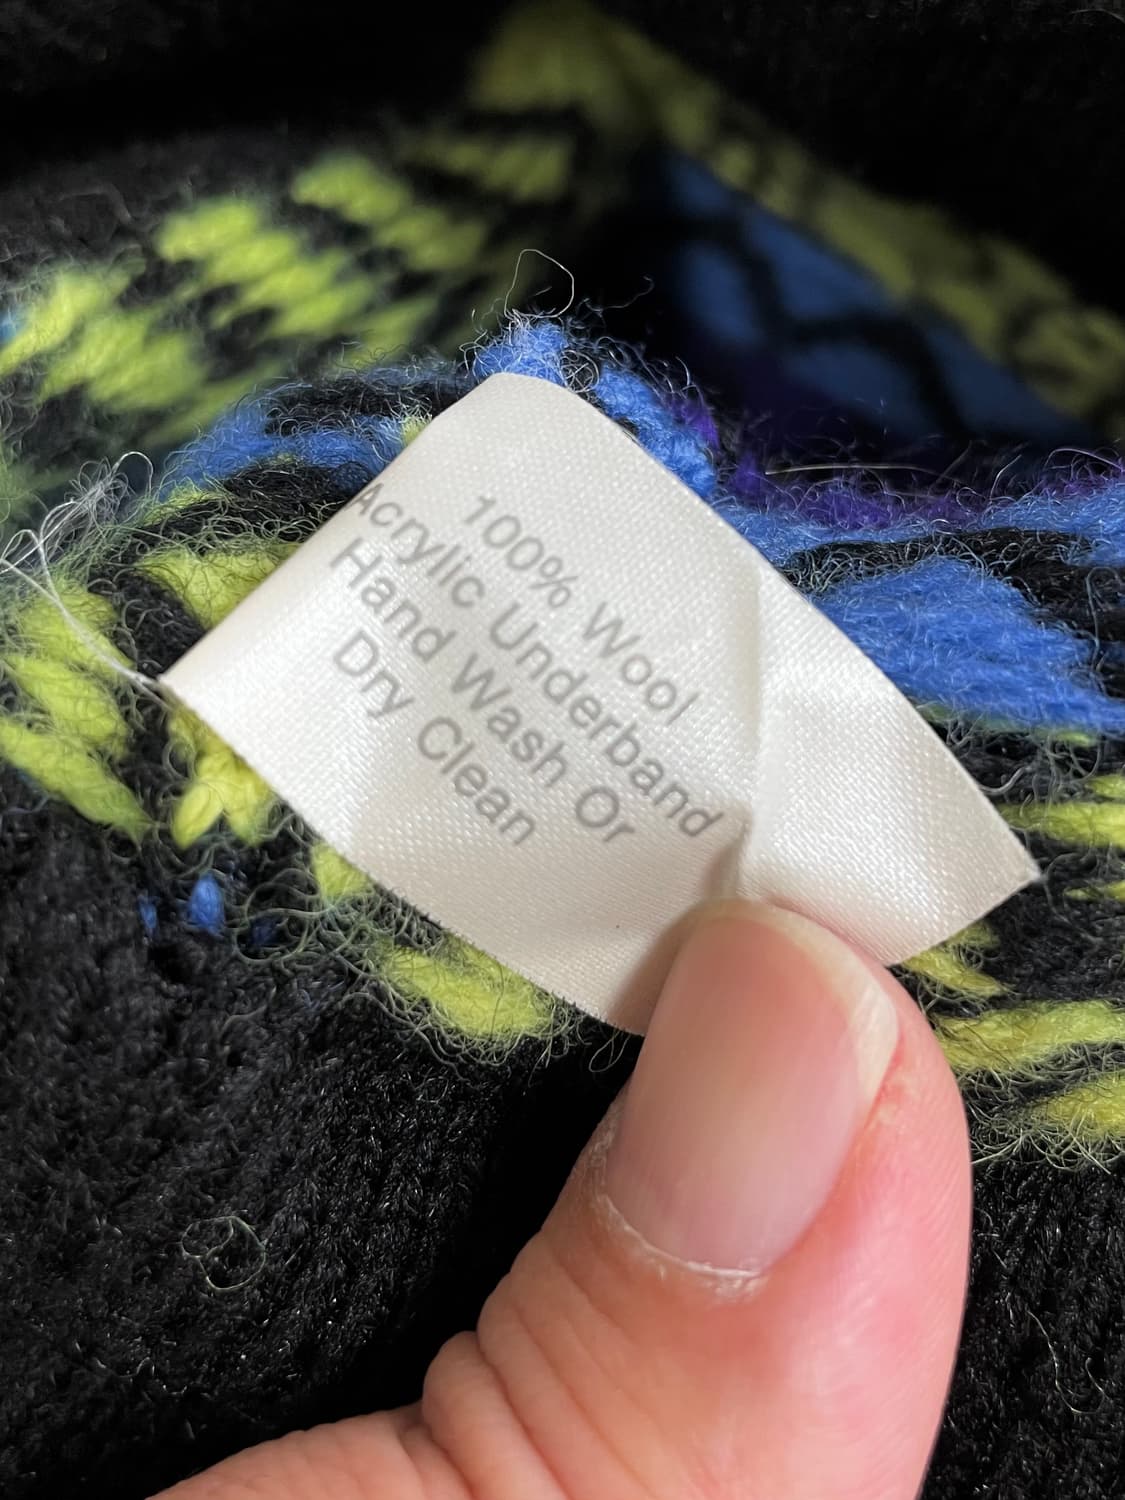 100% Wool
Acrylic Underband
Hand Wash Or
Dry Clean